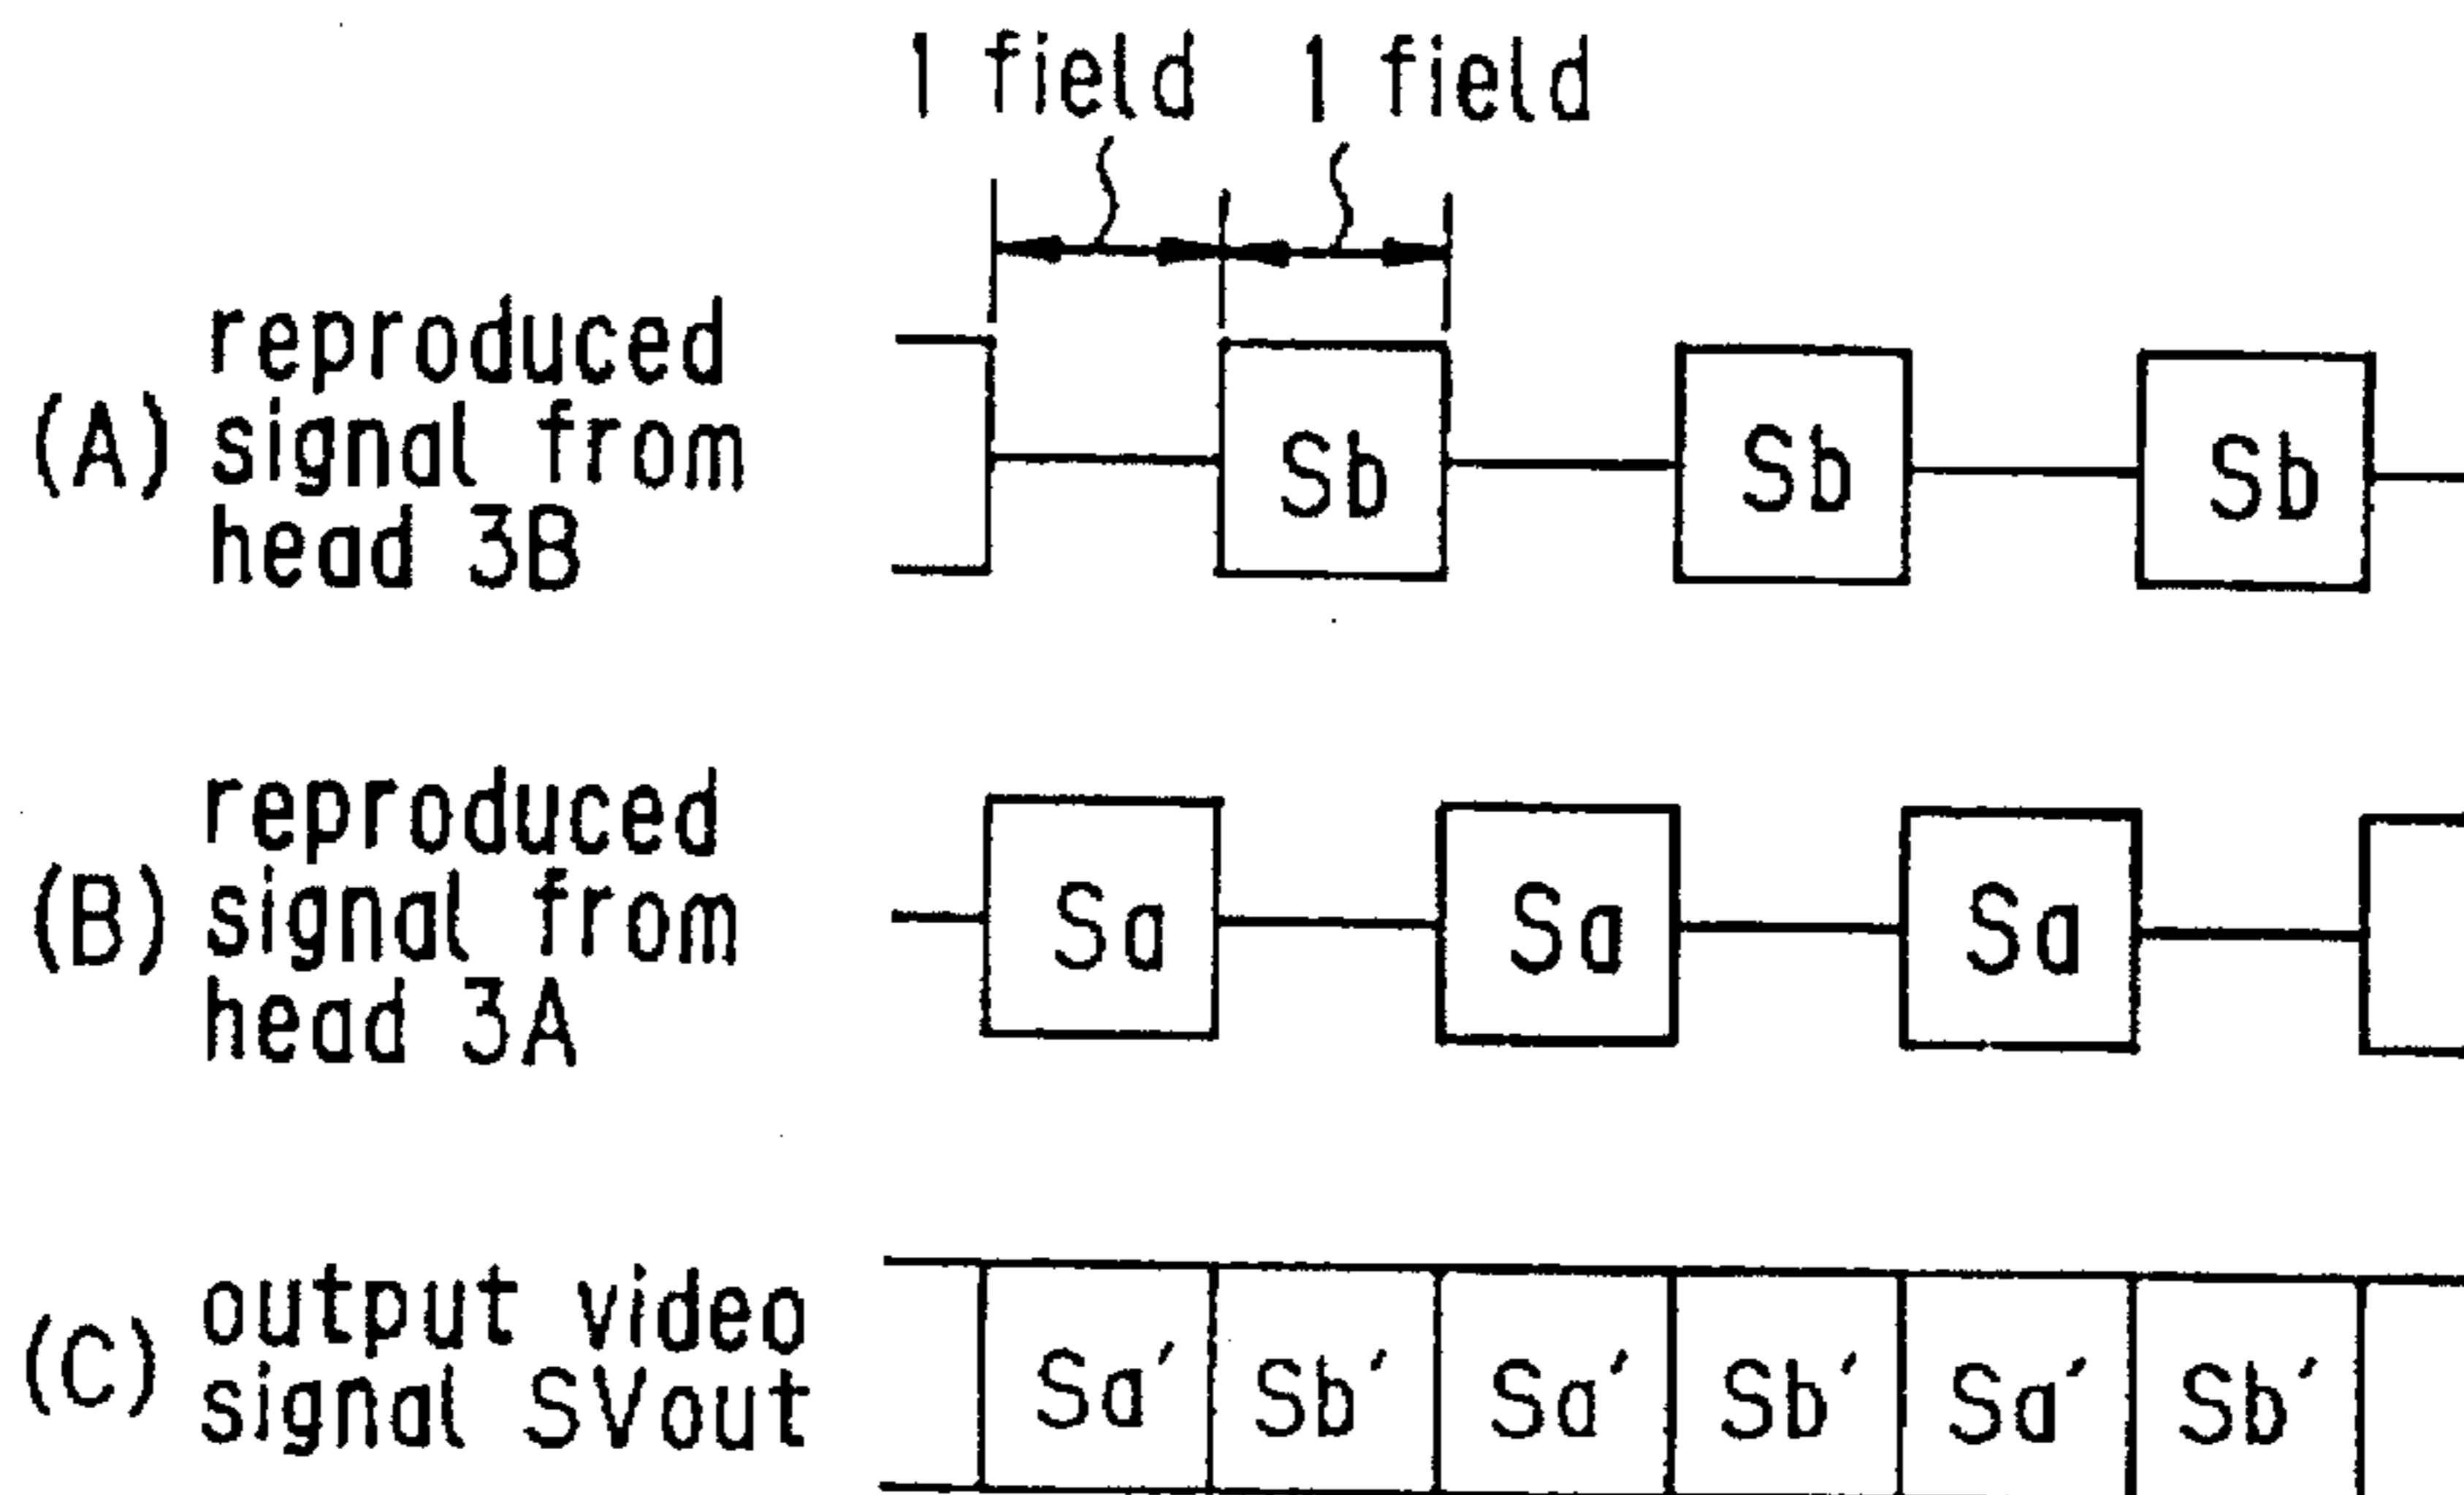 1 field 1 field
(A) reproduced
signal from
head 3B
Sb Sb Sb
(B) reproduced
signal from
head 3A
Sa Sa Sa
(C) output video
signal SVout
Sa′ Sb′ Sa′ Sb′ Sa′ Sb′